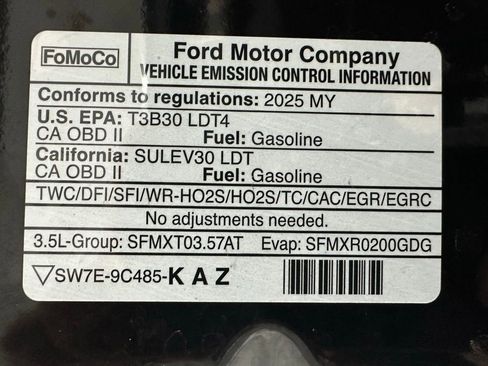 FoMoCo
Ford Motor Company
VEHICLE EMISSION CONTROL INFORMATION
Conforms to regulations: 2025 MY
U.S. EPA: T3B30 LDT4
CA OBD II Fuel: Gasoline
California: SULEV30 LDT
CA OBD II Fuel: Gasoline
TWC/DFI/SFI/WR-HO2S/HO2S/TC/CAC/EGR/EGRC
No adjustments needed.
3.5L-Group: SFMXT03.57AT Evap: SFMXR0200GDG
SW7E-9C485-KAZ